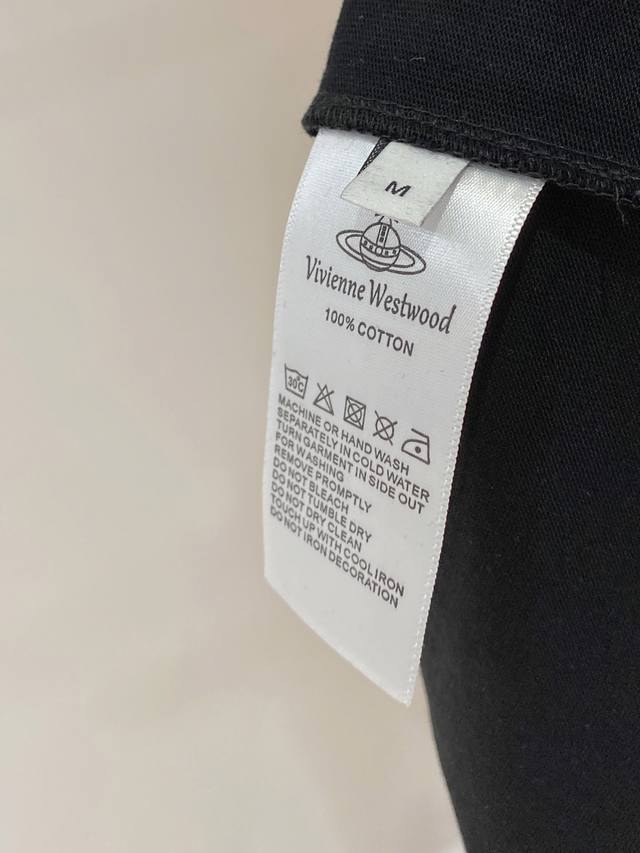 M
Vivienne Westwood
100% COTTON
30°C
MACHINE OR HAND WASH
SEPARATELY IN COLD WATER
TURN GARMENT IN SIDE OUT
FOR WASHING
REMOVE PROMPTLY
DO NOT BLEACH
DO NOT TUMBLE DRY
DO NOT DRY CLEAN
TOUCH UP WITH COOLIRON
DO NOT IRON DECORATION